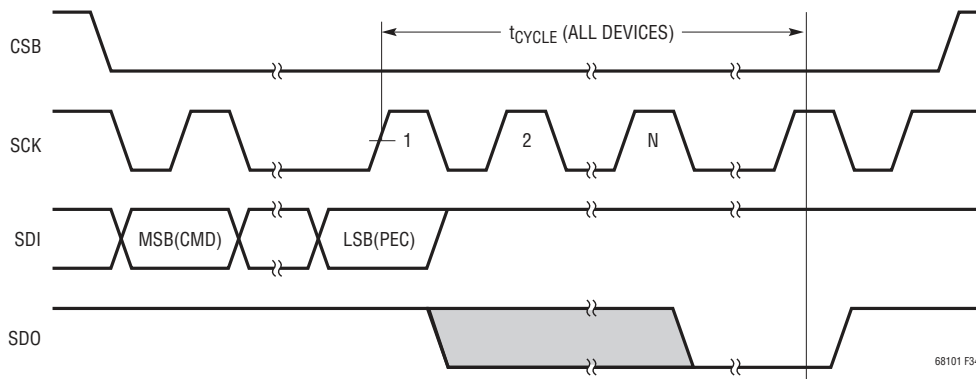 CSB
tCYCLE (ALL DEVICES)
SCK
1
2
N
SDI
MSB(CMD)
LSB(PEC)
SDO
68101 F34